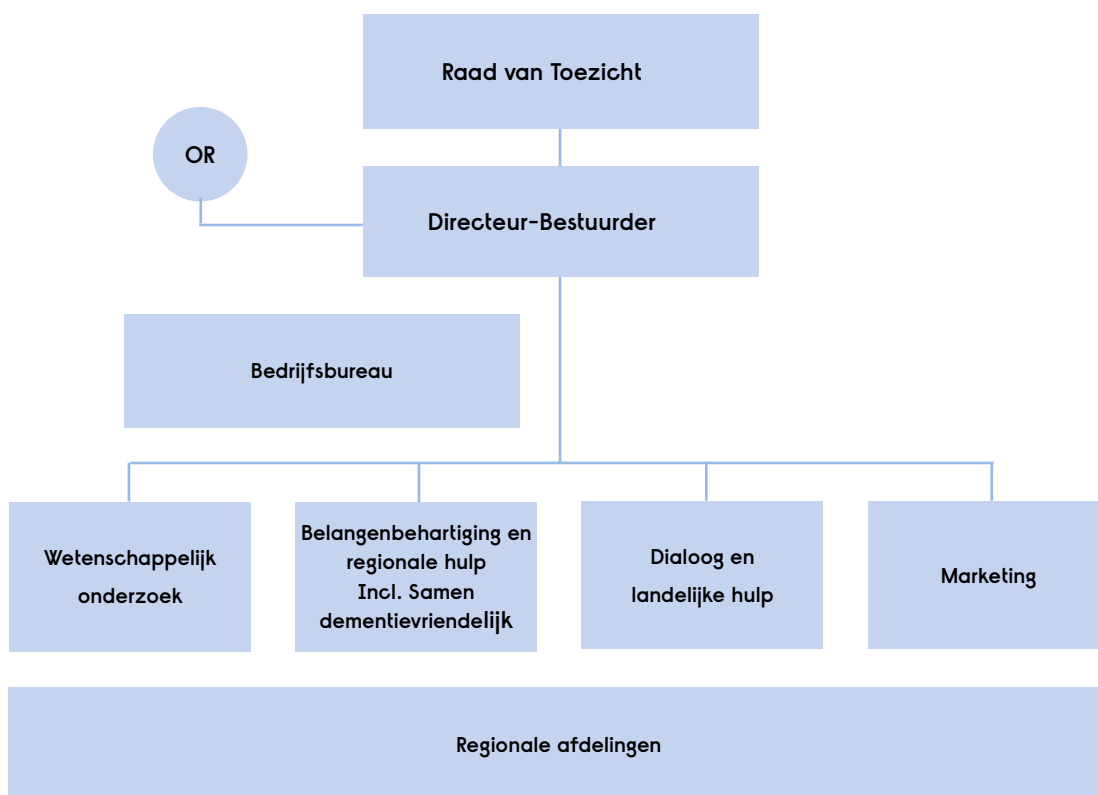 Raad van Toezicht
OR
Directeur-Bestuurder
Bedrijfsbureau
Wetenschappelijk
onderzoek
Belangenbehartiging en
regionale hulp
Incl. Samen
dementievriendelijk
Dialoog en
landelijke hulp
Marketing
Regionale afdelingen